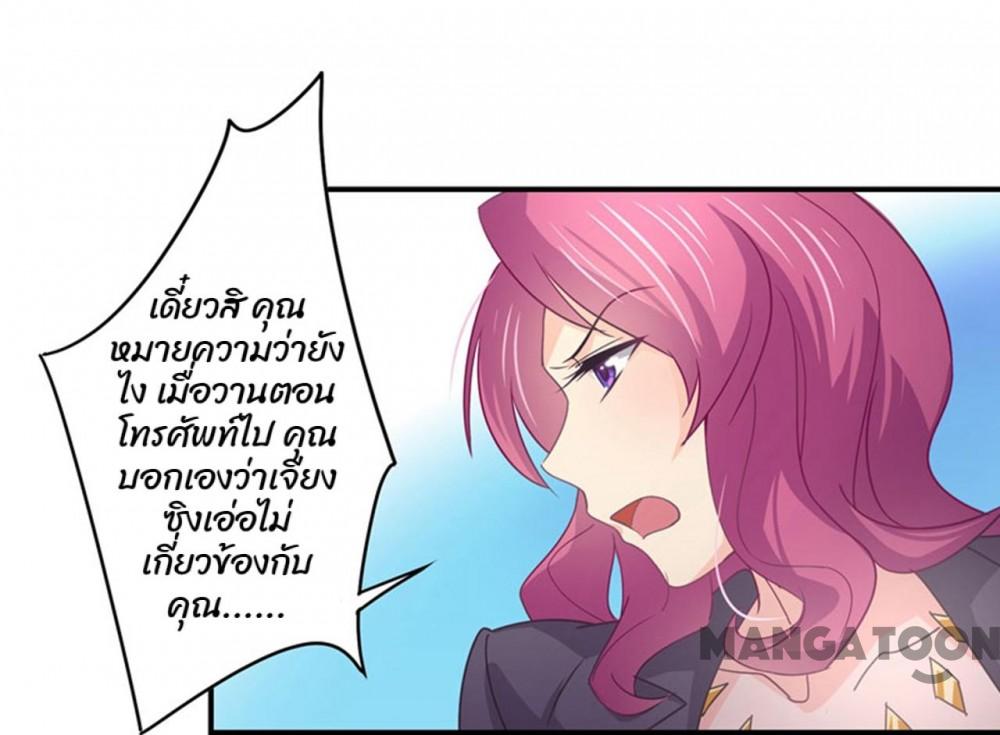 เดี๋ยวสิ คุณ
หมายความว่ายัง
ไง เมื่อวานตอน
โทรศัพท์ไป คุณ
บอกเองว่าเจียง
ซิงเอ่อไม่
เกี่ยวข้องกับ
คุณ......
MANGATOON